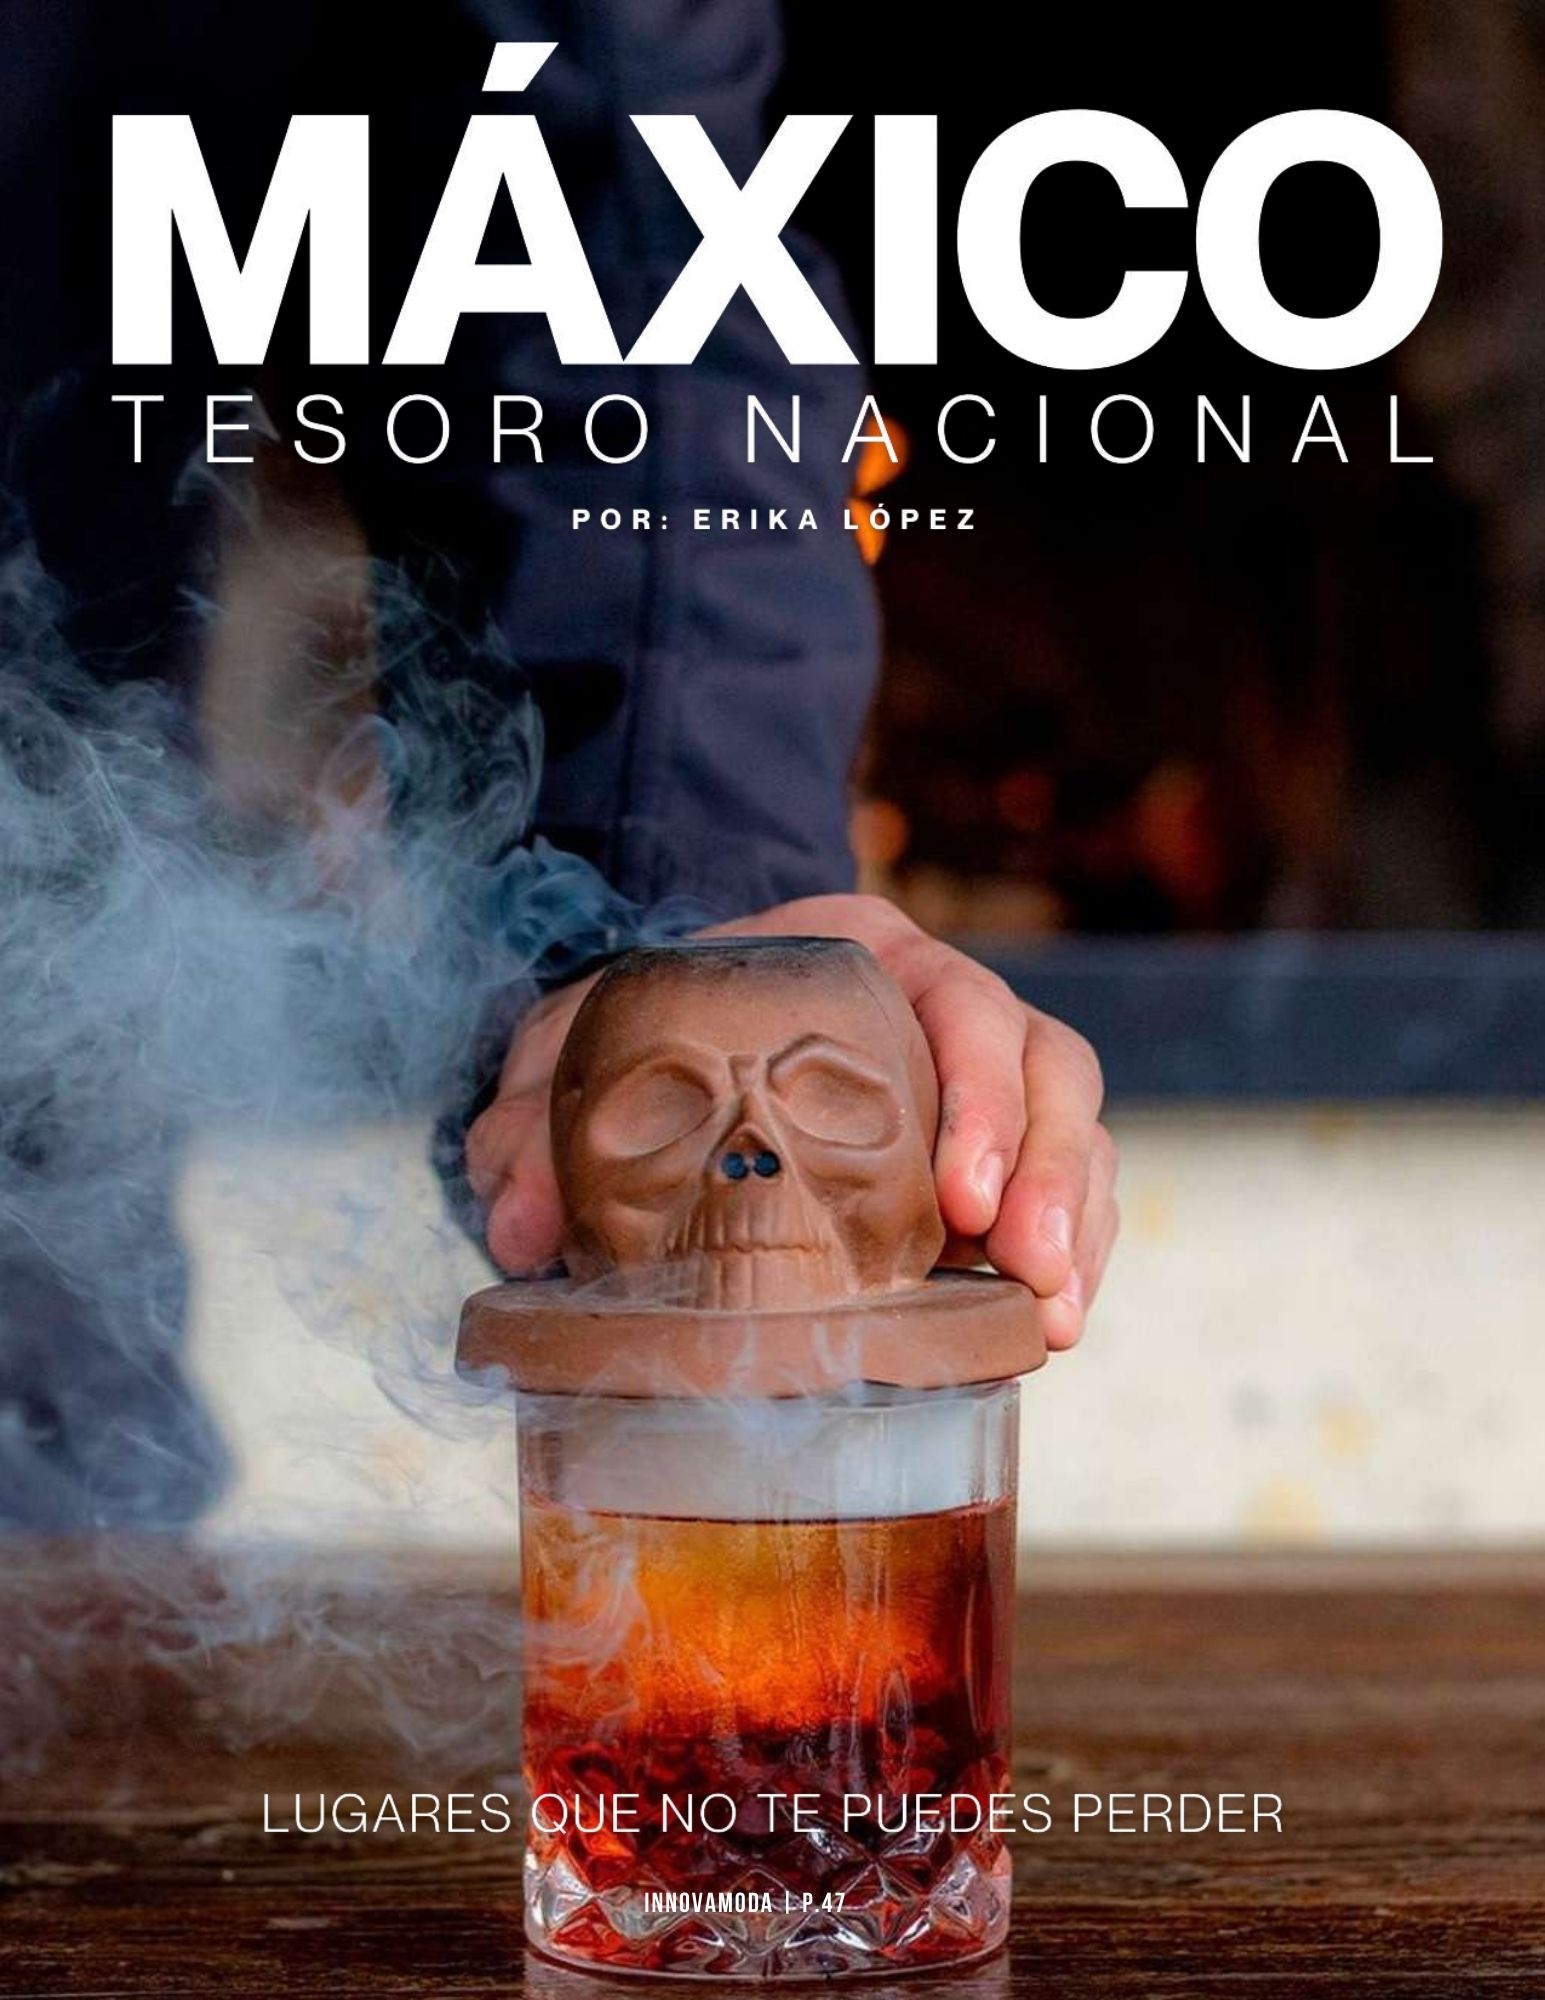 MÁXICO
TESORO NACIONAL
POR: ERIKA LÓPEZ
LUGARES QUE NO TE PUEDES PERDER
INNOVAMODA | P.47